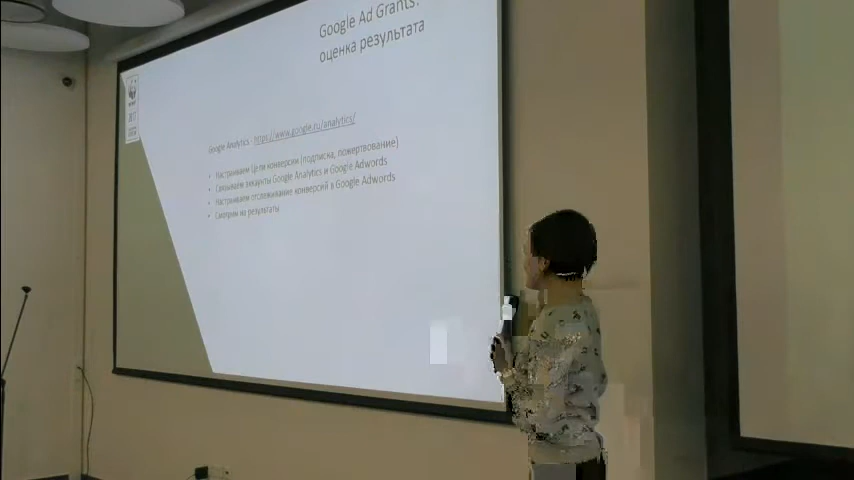 Google Ad Grants:
оценка результата
Google Analytics - https://www.google.ru/analytics/
• Настраиваем Цели конверсии (подписка, пожертвование)
• Связываем аккаунты Google Analytics и Google Adwords
• Настраиваем отслеживание конверсий в Google Adwords
• Смотрим на результаты